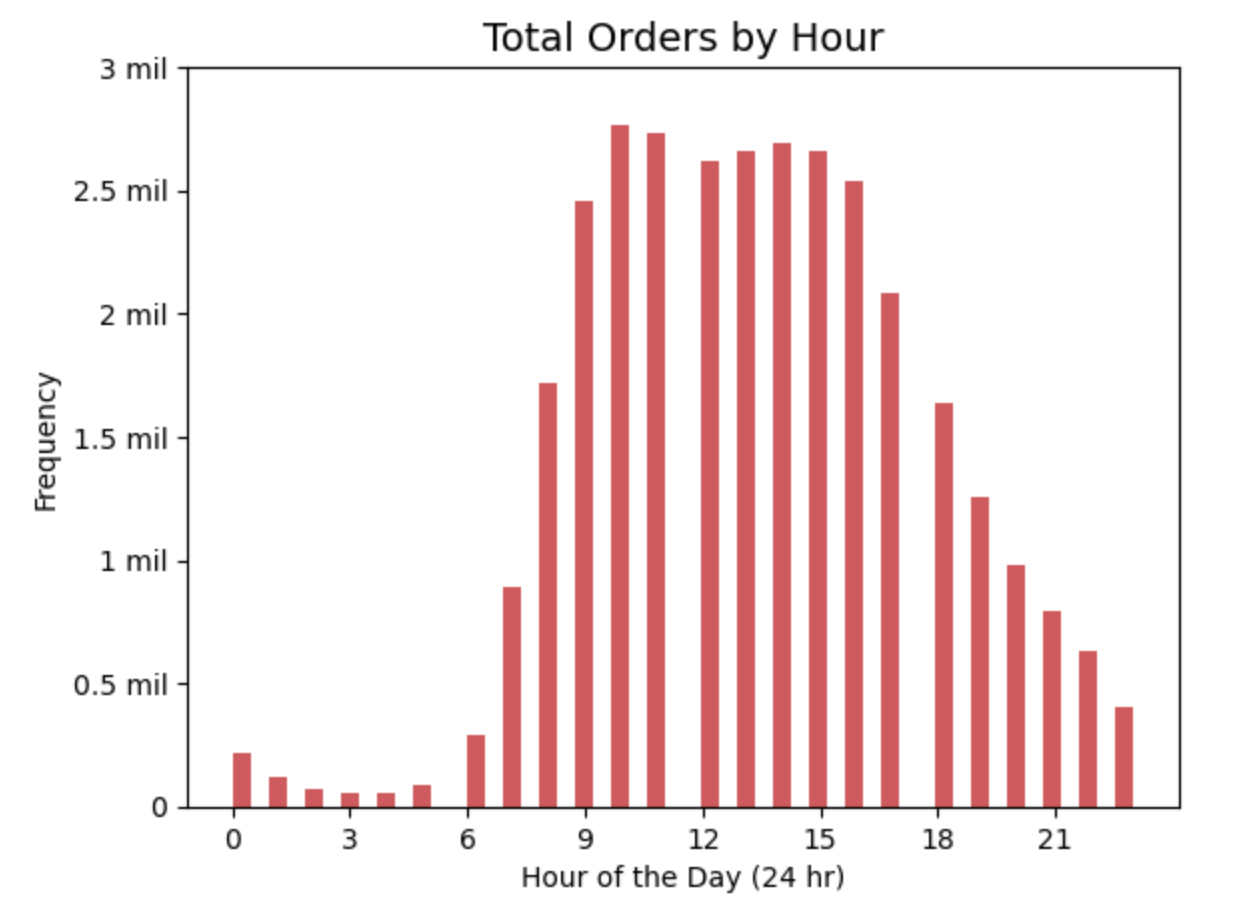 Total Orders by Hour
3 mil
2.5 mil
2 mil
1.5 mil
1 mil
0.5 mil
0
Frequency
0 3 6 9 12 15 18 21
Hour of the Day (24 hr)